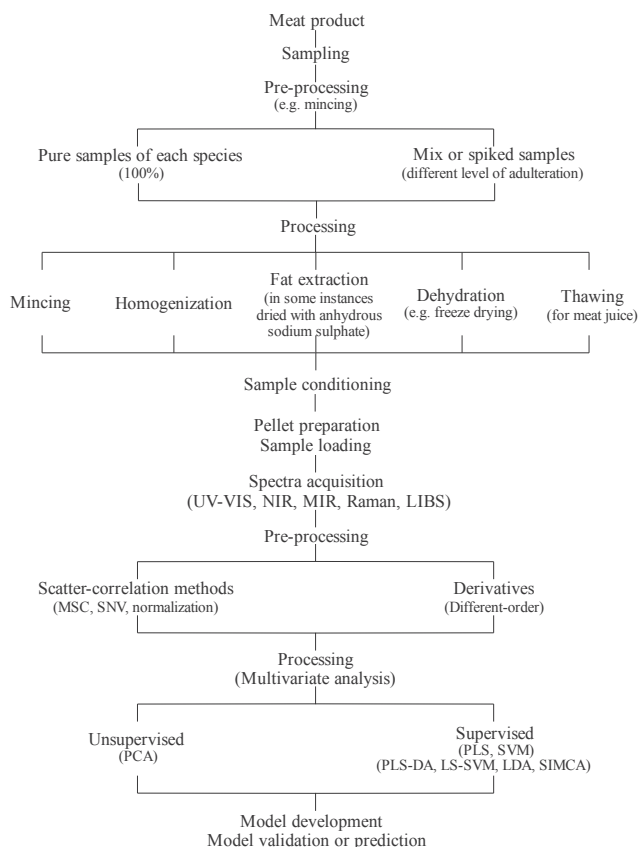 Meat product
Sampling
Pre-processing
(e.g. mincing)
Pure samples of each species
(100%)
Mix or spiked samples
(different level of adulteration)
Processing
Mincing
Homogenization
Fat extraction
(in some instances
dried with anhydrous
sodium sulphate)
Dehydration
(e.g. freeze drying)
Thawing
(for meat juice)
Sample conditioning
Pellet preparation
Sample loading
Spectra acquisition
(UV-VIS, NIR, MIR, Raman, LIBS)
Pre-processing
Scatter-correlation methods
(MSC, SNV, normalization)
Derivatives
(Different-order)
Processing
(Multivariate analysis)
Unsupervised
(PCA)
Supervised
(PLS, SVM)
(PLS-DA, LS-SVM, LDA, SIMCA)
Model development
Model validation or prediction